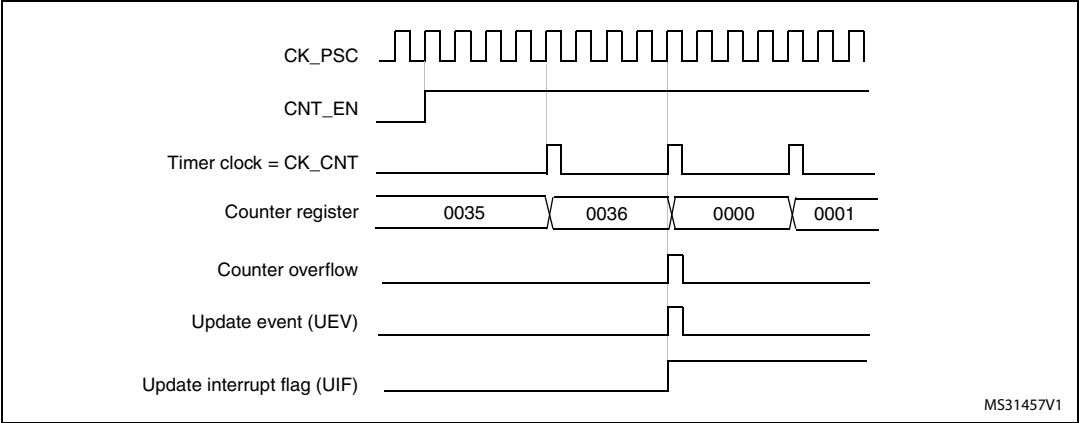 CK_PSC
CNT_EN
Timer clock = CK_CNT
Counter register 0035 0036 0000 0001
Counter overflow
Update event (UEV)
Update interrupt flag (UIF)
MS31457V1